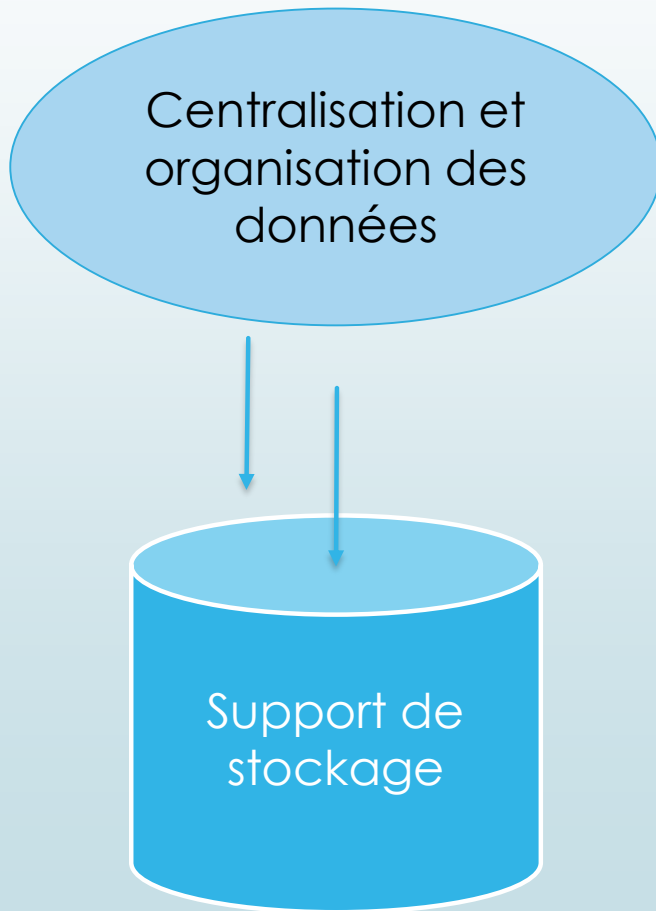 Centralisation et
organisation des
données
Support de
stockage